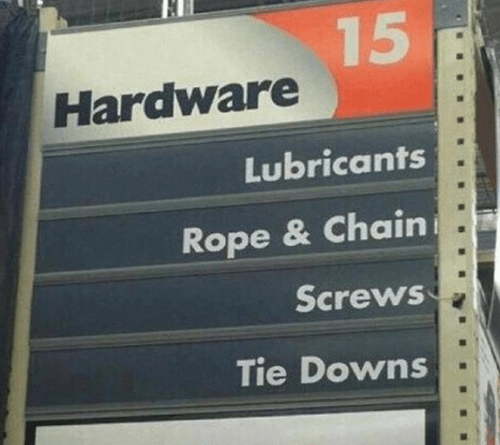 15
Hardware
Lubricants
Rope & Chain
Screws
Tie Downs